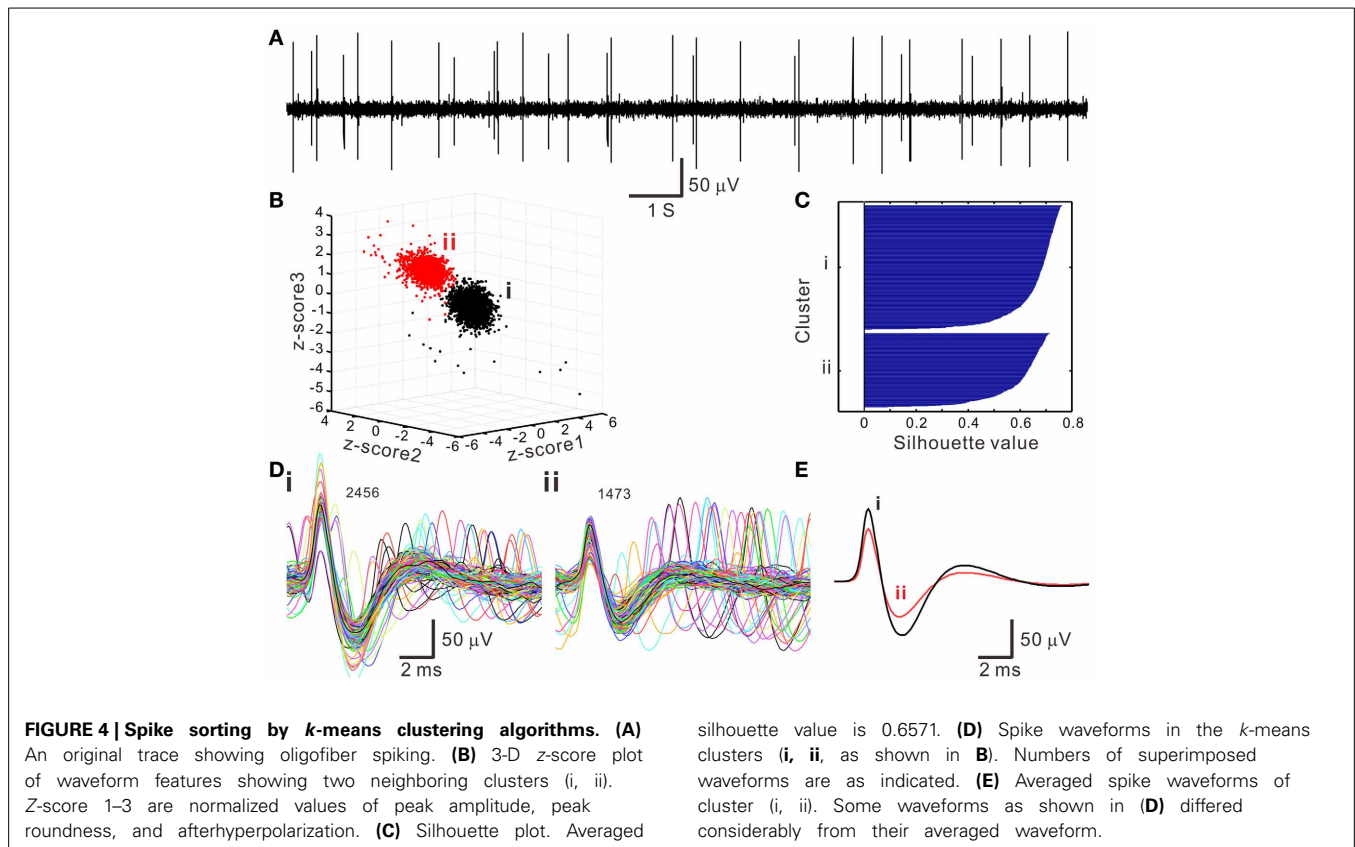 A
50 μV
1 S
B
4
3
2
1
0
-1
-2
-3
-4
-5
-6
z-score3
4
2
0
-2
-4
-6
z-score2
-6
-4
-2
0
2
4
6
z-score1
ii
i
C
Cluster
i
ii
0
0.2
0.4
0.6
0.8
Silhouette value
D
i
2456
50 μV
2 ms
ii
1473
E
i
ii
50 μV
2 ms
FIGURE 4 | Spike sorting by k-means clustering algorithms. (A)
An original trace showing oligofiber spiking. (B) 3-D z-score plot
of waveform features showing two neighboring clusters (i, ii).
Z-score 1–3 are normalized values of peak amplitude, peak
roundness, and afterhyperpolarization. (C) Silhouette plot. Averaged
silhouette value is 0.6571. (D) Spike waveforms in the k-means
clusters (i, ii, as shown in B). Numbers of superimposed
waveforms are as indicated. (E) Averaged spike waveforms of
cluster (i, ii). Some waveforms as shown in (D) differed
considerably from their averaged waveform.